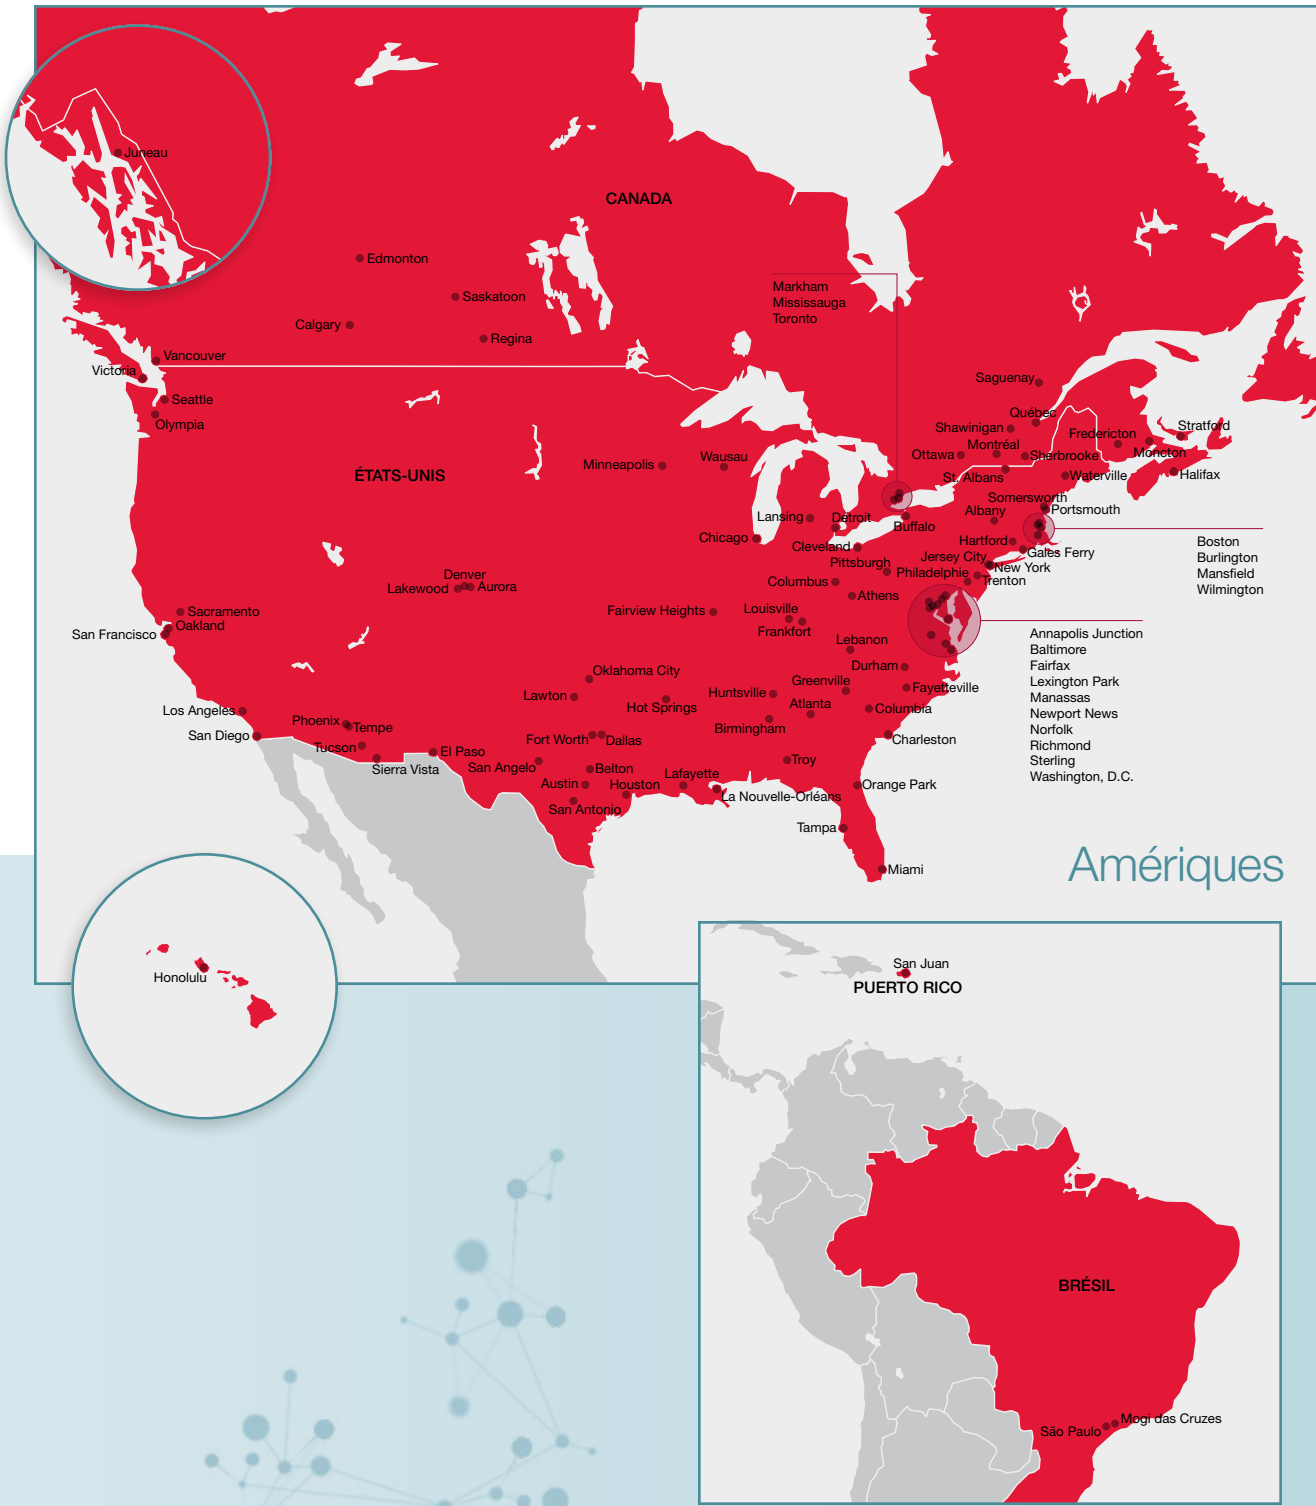 Juneau
CANADA
Edmonton
Saskatoon
Calgary
Regina
Markham
Mississauga
Toronto
Vancouver
Victoria
Seattle
Olympia
Saguenay
Québec
Shawinigan
Montréal
Ottawa
Sherbrooke
St. Albans
Fredericton
Moncton
Stratford
Halifax
Waterville
ÉTATS-UNIS
Minneapolis
Wausau
Lansing
Détroit
Buffalo
Chicago
Cleveland
Pittsburgh
Somersworth
Portsmouth
Albany
Hartford
Gales Ferry
Jersey City
New York
Philadelphie
Trenton
Boston
Burlington
Mansfield
Wilmington
Denver
Lakewood
Aurora
Columbus
Athens
Sacramento
Oakland
San Francisco
Fairview Heights
Louisville
Frankfort
Lebanon
Annapolis Junction
Baltimore
Fairfax
Lexington Park
Manassas
Newport News
Norfolk
Richmond
Sterling
Washington, D.C.
Durham
Oklahoma City
Lawton
Hot Springs
Huntsville
Greenville
Fayetteville
Atlanta
Columbia
Birmingham
Charleston
Los Angeles
San Diego
Phoenix
Tempe
Tucson
Sierra Vista
El Paso
Fort Worth
Dallas
San Angelo
Belton
Austin
Houston
San Antonio
Lafayette
La Nouvelle-Orléans
Troy
Orange Park
Tampa
Miami
Amériques
Honolulu
San Juan
PUERTO RICO
BRÉSIL
São Paulo
Mogi das Cruzes